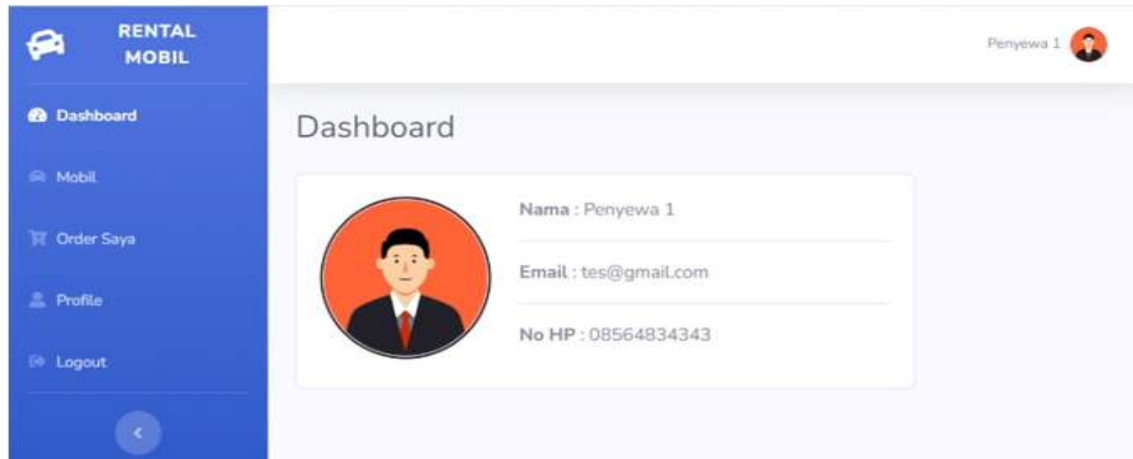 RENTAL
MOBIL
Penyewa 1
Dashboard
Mobil
Order Saya
Profile
Logout
Dashboard
Nama : Penyewa 1
Email : tes@gmail.com
No HP : 08564834343